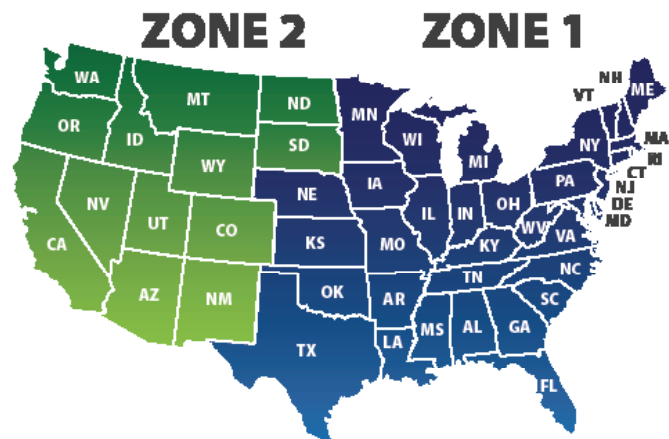 ZONE 2 ZONE 1
WA
MT
ND
MN
VT
NH
ME
OR
ID
SD
WI
MI
NY
MA
WY
RI
CT
NE
IA
PA
NJ
NV
UT
CO
IL
IN
OH
DE
MD
CA
KS
MO
KY
WV
VA
AZ
NM
OK
AR
TN
NC
SC
TX
LA
MS
AL
GA
FL